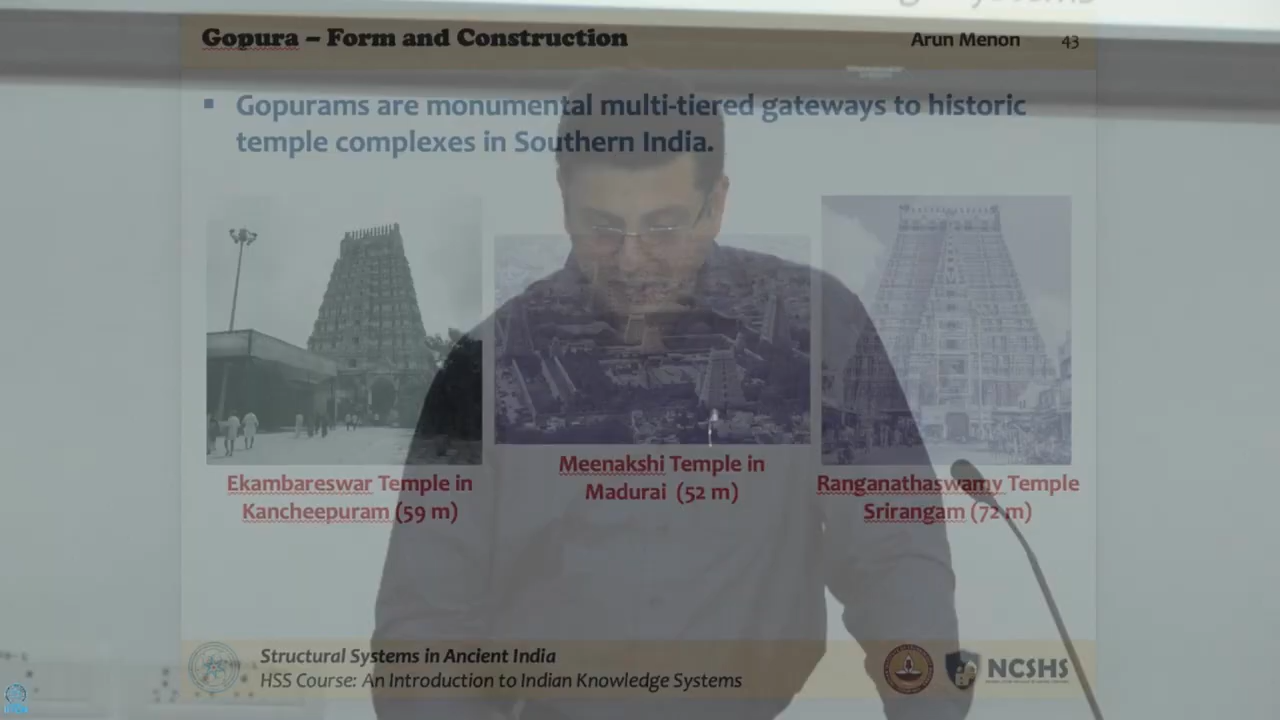 Gopura – Form and Construction
Arun Menon 43
▪ Gopurams are monumental multi-tiered gateways to historic
temple complexes in Southern India.
Ekambareswar Temple in
Kancheepuram (59 m)
Meenakshi Temple in
Madurai (52 m)
Ranganathaswamy Temple
Srirangam (72 m)
Structural Systems in Ancient India
HSS Course: An Introduction to Indian Knowledge Systems
NCSHS